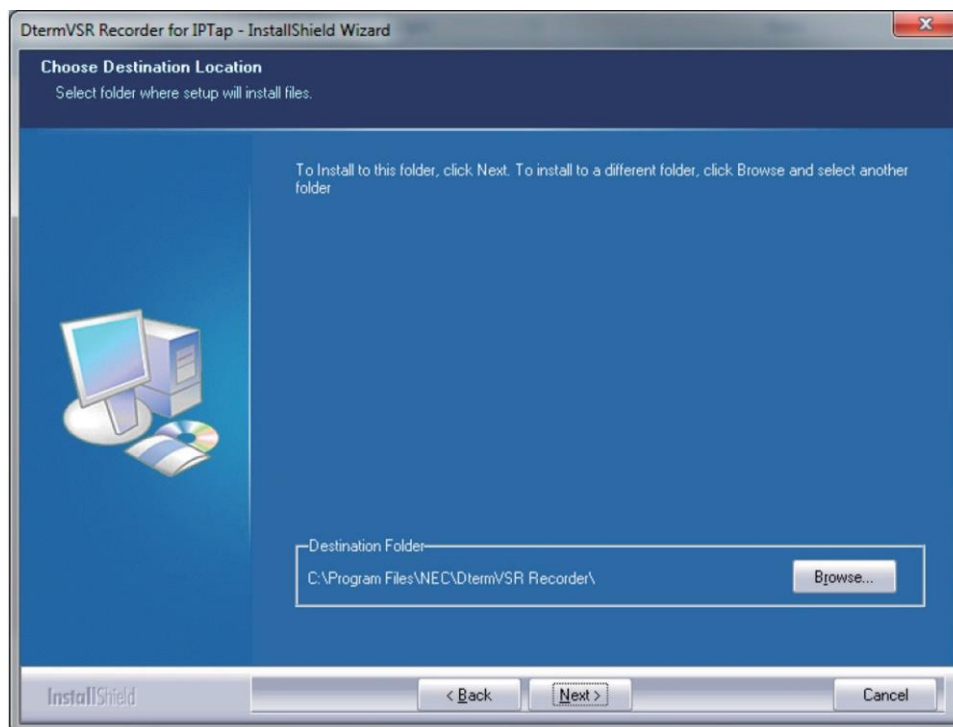 DtermVSR Recorder for IPTap - InstallShield Wizard
Choose Destination Location
Select folder where setup will install files.
To Install to this folder, click Next. To install to a different folder, click Browse and select another
folder
Destination Folder
C:\Program Files\NEC\DtermVSR Recorder\
Browse...
InstallShield
< Back
Next >
Cancel